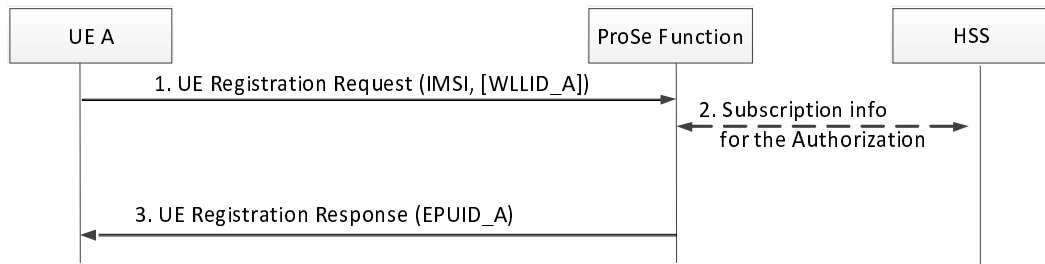 UE A
ProSe Function
HSS
1. UE Registration Request (IMSI, [WLLID_A])
2. Subscription info
for the Authorization
3. UE Registration Response (EPUID_A)